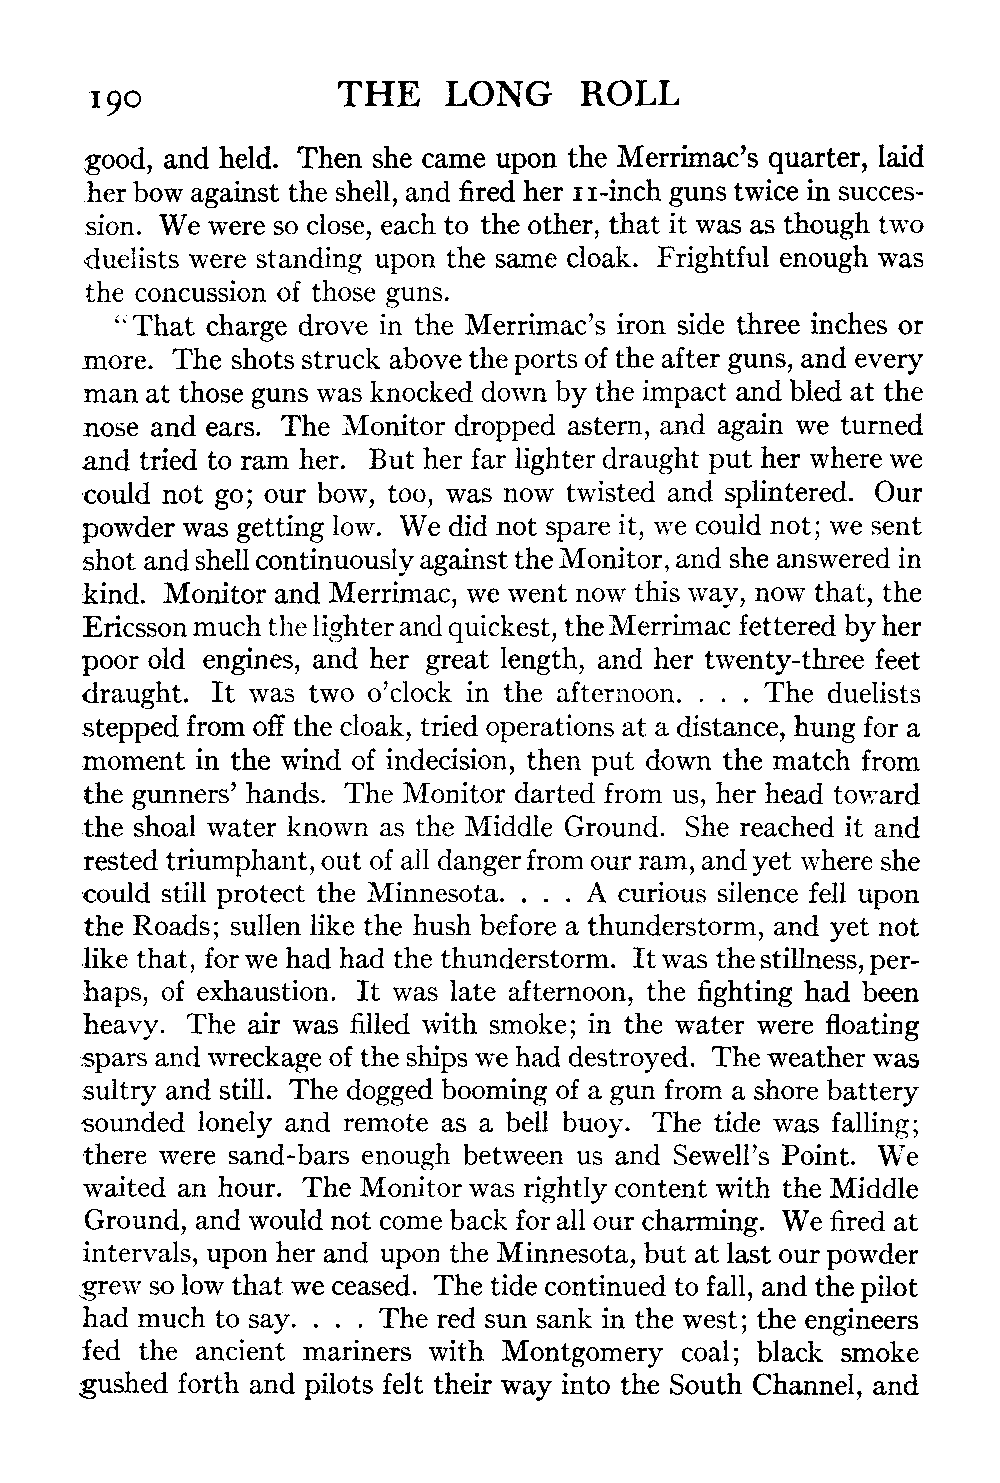 190 THE LONG ROLL
good, and held. Then she came upon the Merrimac's quarter, laid
her bow against the shell, and fired her 11-inch guns twice in succes-
sion. We were so close, each to the other, that it was as though two
duelists were standing upon the same cloak. Frightful enough was
the concussion of those guns.
"That charge drove in the Merrimac's iron side three inches or
more. The shots struck above the ports of the after guns, and every
man at those guns was knocked down by the impact and bled at the
nose and ears. The Monitor dropped astern, and again we turned
and tried to ram her. But her far lighter draught put her where we
could not go; our bow, too, was now twisted and splintered. Our
powder was getting low. We did not spare it, we could not; we sent
shot and shell continuously against the Monitor, and she answered in
kind. Monitor and Merrimac, we went now this way, now that, the
Ericsson much the lighter and quickest, the Merrimac fettered by her
poor old engines, and her great length, and her twenty-three feet
draught. It was two o'clock in the afternoon. . . . The duelists
stepped from off the cloak, tried operations at a distance, hung for a
moment in the wind of indecision, then put down the match from
the gunners' hands. The Monitor darted from us, her head toward
the shoal water known as the Middle Ground. She reached it and
rested triumphant, out of all danger from our ram, and yet where she
could still protect the Minnesota. . . . A curious silence fell upon
the Roads; sullen like the hush before a thunderstorm, and yet not
like that, for we had had the thunderstorm. It was the stillness, per-
haps, of exhaustion. It was late afternoon, the fighting had been
heavy. The air was filled with smoke; in the water were floating
spars and wreckage of the ships we had destroyed. The weather was
sultry and still. The dogged booming of a gun from a shore battery
sounded lonely and remote as a bell buoy. The tide was falling;
there were sand-bars enough between us and Sewell's Point. We
waited an hour. The Monitor was rightly content with the Middle
Ground, and would not come back for all our charming. We fired at
intervals, upon her and upon the Minnesota, but at last our powder
grew so low that we ceased. The tide continued to fall, and the pilot
had much to say. . . . The red sun sank in the west; the engineers
fed the ancient mariners with Montgomery coal; black smoke
gushed forth and pilots felt their way into the South Channel, and